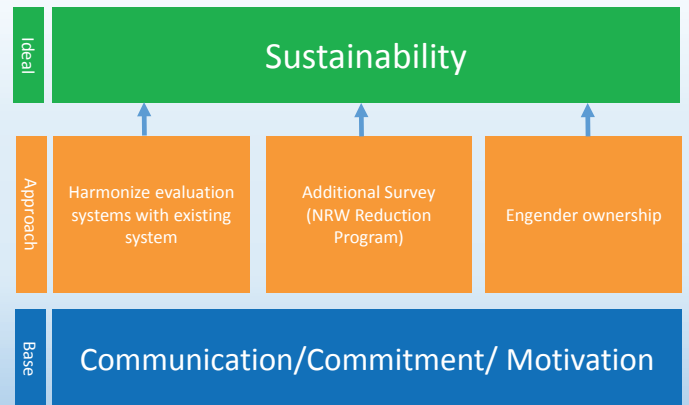 Ideal
Sustainability
Approach
Harmonize evaluation
systems with existing
system
Additional Survey
(NRW Reduction
Program)
Engender ownership
Base
Communication/Commitment/ Motivation